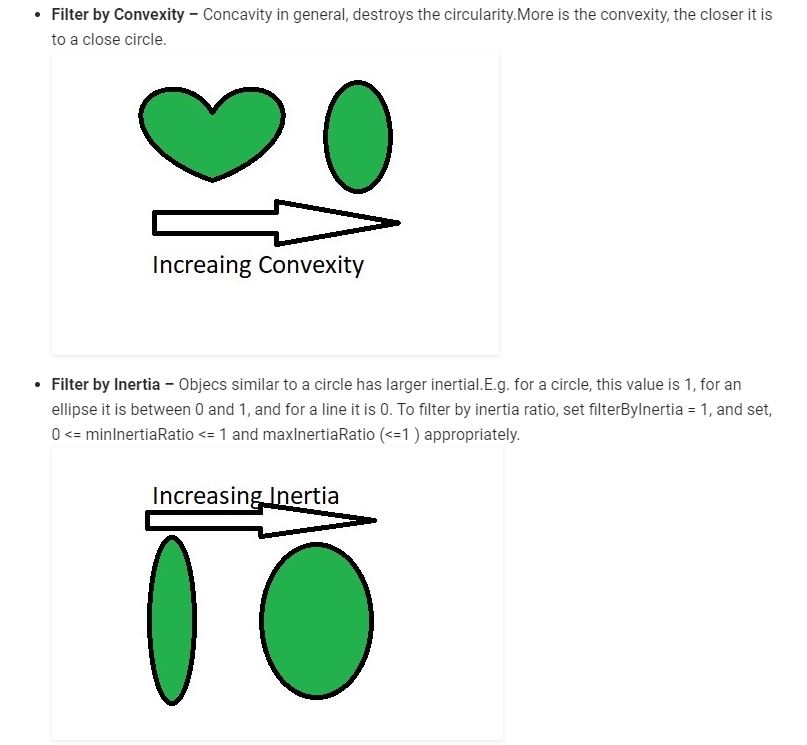 • Filter by Convexity – Concavity in general, destroys the circularity.More is the convexity, the closer it is
to a close circle.
Increaing Convexity
• Filter by Inertia – Objecs similar to a circle has larger inertial.E.g. for a circle, this value is 1, for an
ellipse it is between 0 and 1, and for a line it is 0. To filter by inertia ratio, set filterByInertia = 1, and set,
0 <= minInertiaRatio <= 1 and maxInertiaRatio (<=1 ) appropriately.
Increasing Inertia